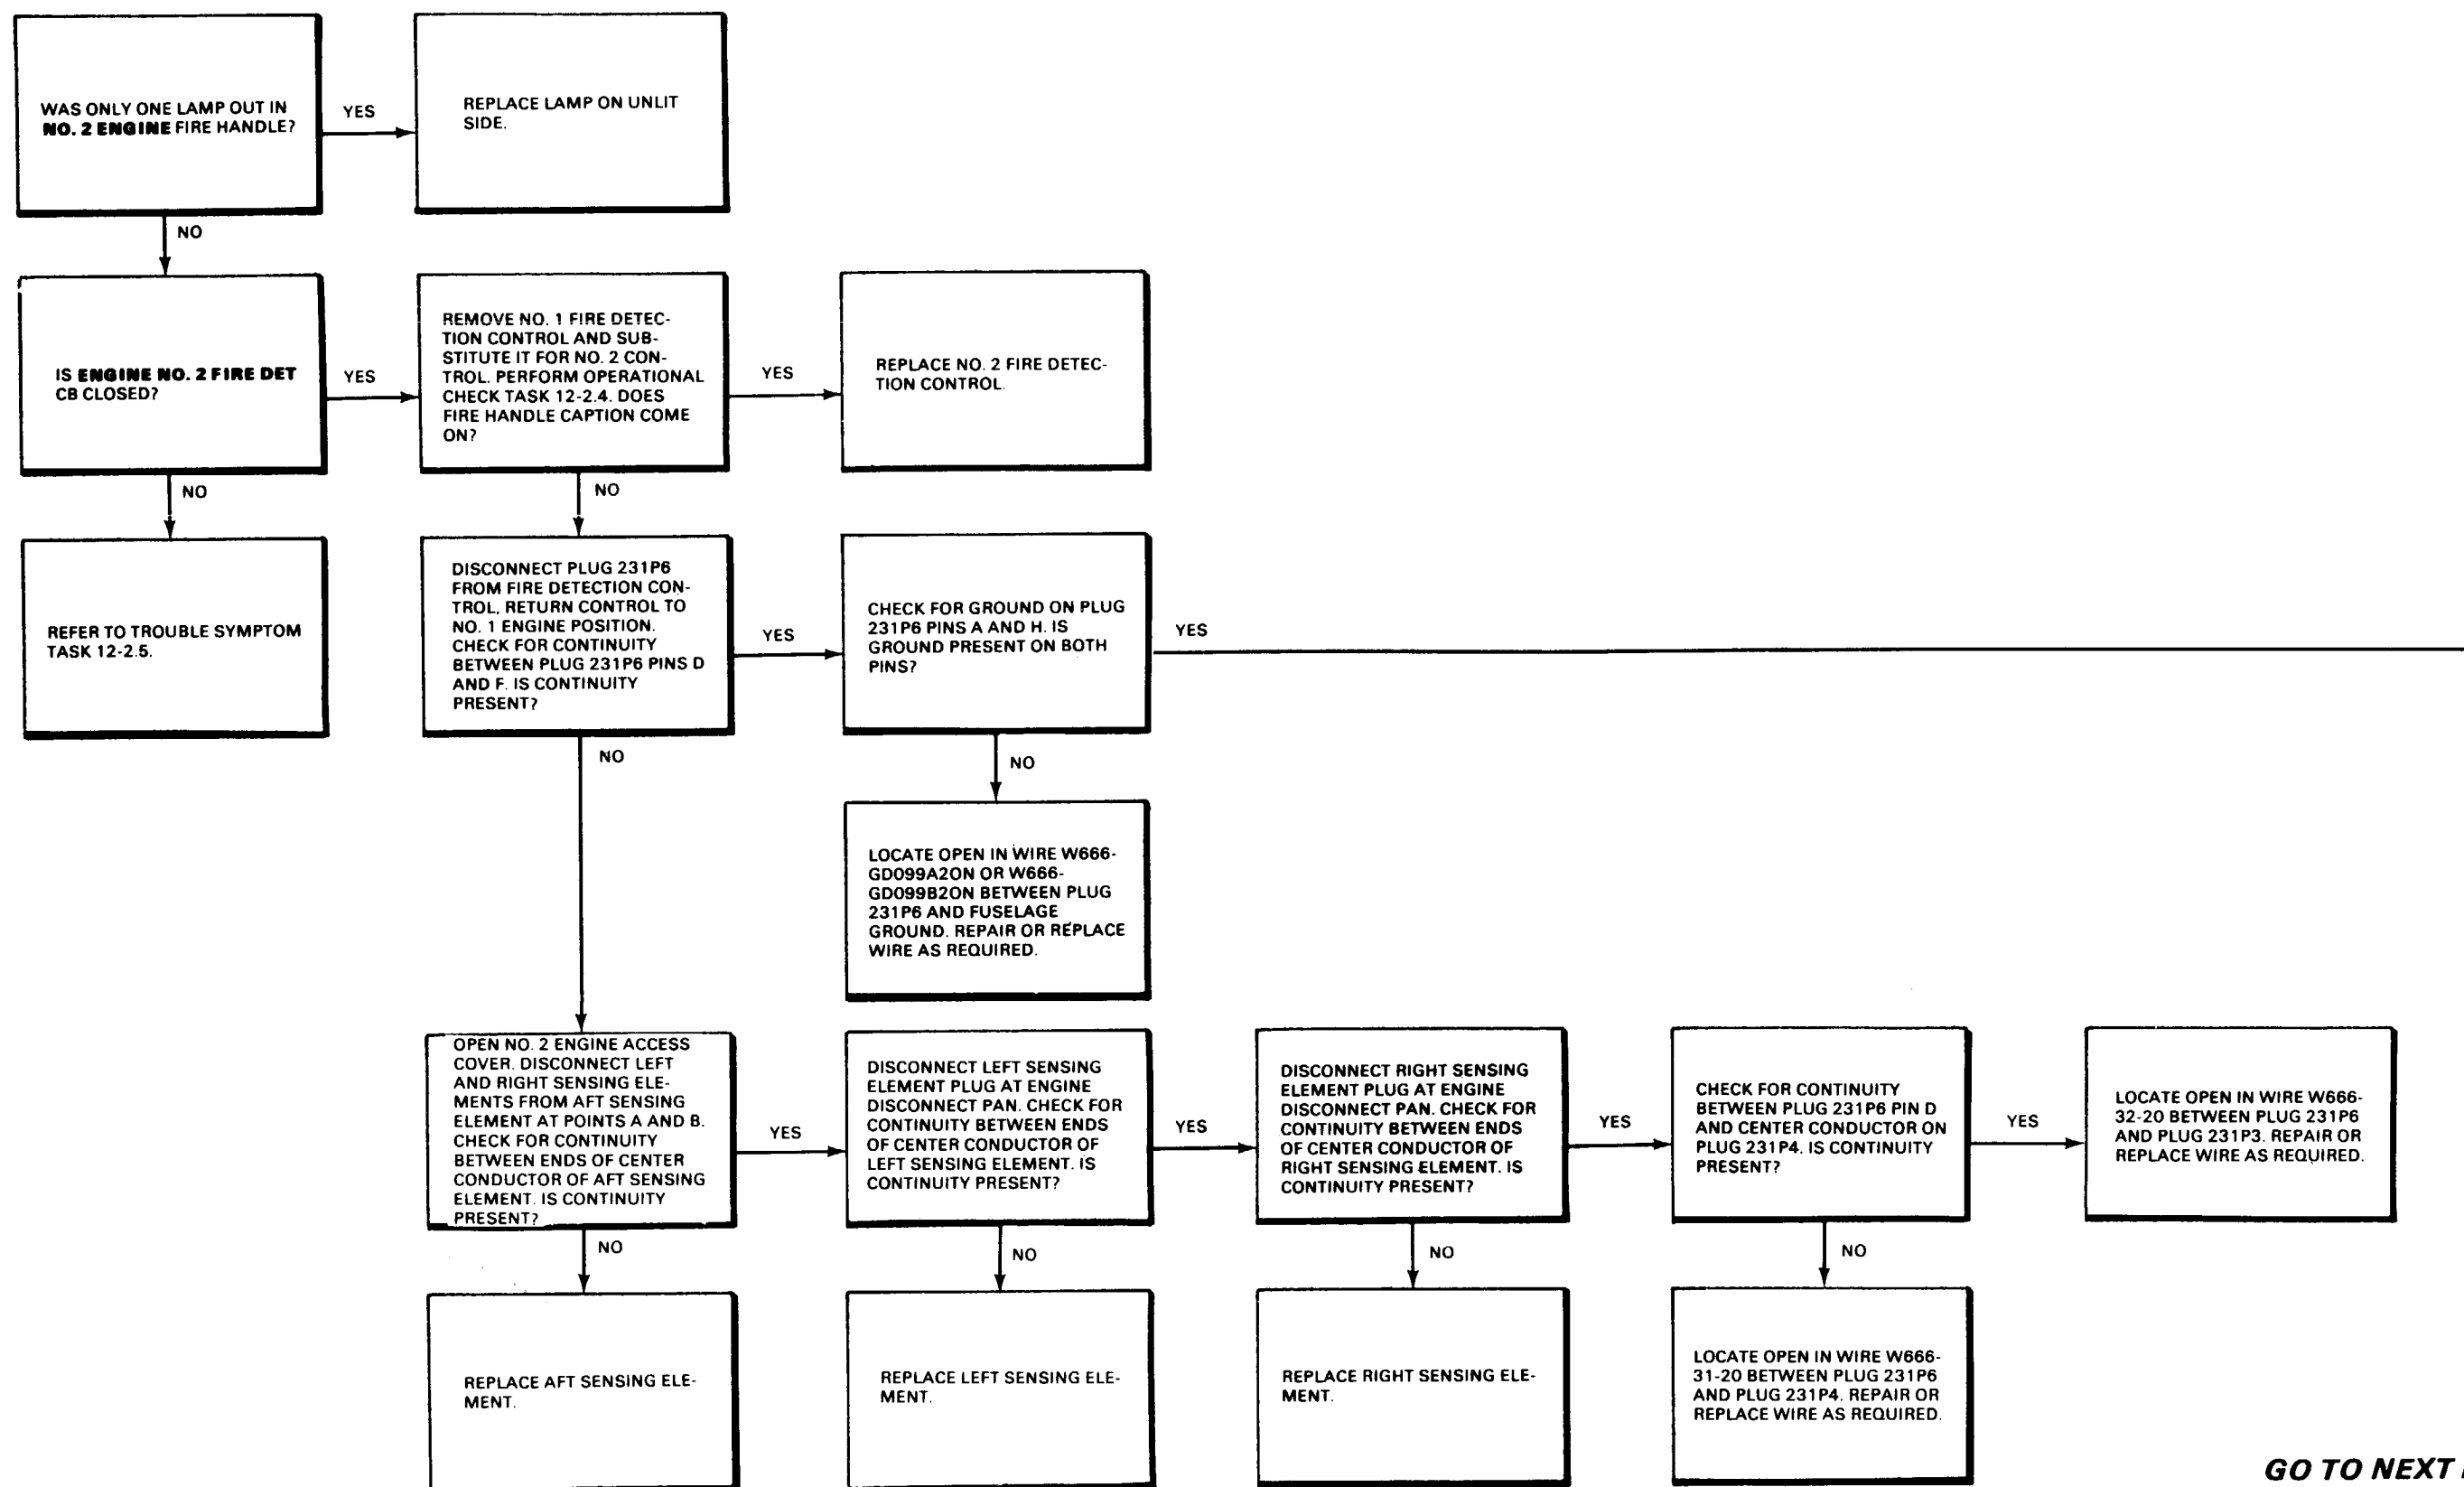 WAS ONLY ONE LAMP OUT IN
NO. 2 ENGINE FIRE HANDLE?
YES
REPLACE LAMP ON UNLIT
SIDE.
NO
IS ENGINE NO. 2 FIRE DET
CB CLOSED?
YES
REMOVE NO. 1 FIRE DETEC-
TION CONTROL AND SUB-
STITUTE IT FOR NO. 2 CON-
TROL. PERFORM OPERATIONAL
CHECK TASK 12-2.4. DOES
FIRE HANDLE CAPTION COME
ON?
YES
REPLACE NO. 2 FIRE DETEC-
TION CONTROL.
NO
NO
REFER TO TROUBLE SYMPTOM
TASK 12-2.5.
DISCONNECT PLUG 231P6
FROM FIRE DETECTION CON-
TROL, RETURN CONTROL TO
NO. 1 ENGINE POSITION.
CHECK FOR CONTINUITY
BETWEEN PLUG 231P6 PINS D
AND F. IS CONTINUITY
PRESENT?
YES
CHECK FOR GROUND ON PLUG
231P6 PINS A AND H. IS
GROUND PRESENT ON BOTH
PINS?
YES
NO
NO
LOCATE OPEN IN WIRE W666-
GD099A2ON OR W666-
GD099B2ON BETWEEN PLUG
231P6 AND FUSELAGE
GROUND. REPAIR OR REPLACE
WIRE AS REQUIRED.
OPEN NO. 2 ENGINE ACCESS
COVER. DISCONNECT LEFT
AND RIGHT SENSING ELE-
MENTS FROM AFT SENSING
ELEMENT AT POINTS A AND B.
CHECK FOR CONTINUITY
BETWEEN ENDS OF CENTER
CONDUCTOR OF AFT SENSING
ELEMENT. IS CONTINUITY
PRESENT?
YES
DISCONNECT LEFT SENSING
ELEMENT PLUG AT ENGINE
DISCONNECT PAN. CHECK FOR
CONTINUITY BETWEEN ENDS
OF CENTER CONDUCTOR OF
LEFT SENSING ELEMENT. IS
CONTINUITY PRESENT?
YES
DISCONNECT RIGHT SENSING
ELEMENT PLUG AT ENGINE
DISCONNECT PAN. CHECK FOR
CONTINUITY BETWEEN ENDS
OF CENTER CONDUCTOR OF
RIGHT SENSING ELEMENT. IS
CONTINUITY PRESENT?
YES
CHECK FOR CONTINUITY
BETWEEN PLUG 231P6 PIN D
AND CENTER CONDUCTOR ON
PLUG 231P4. IS CONTINUITY
PRESENT?
YES
LOCATE OPEN IN WIRE W666-
32-20 BETWEEN PLUG 231P6
AND PLUG 231P3. REPAIR OR
REPLACE WIRE AS REQUIRED.
NO
NO
NO
NO
REPLACE AFT SENSING ELE-
MENT.
REPLACE LEFT SENSING ELE-
MENT.
REPLACE RIGHT SENSING ELE-
MENT.
LOCATE OPEN IN WIRE W666-
31-20 BETWEEN PLUG 231P6
AND PLUG 231P4. REPAIR OR
REPLACE WIRE AS REQUIRED.
GO TO NEXT